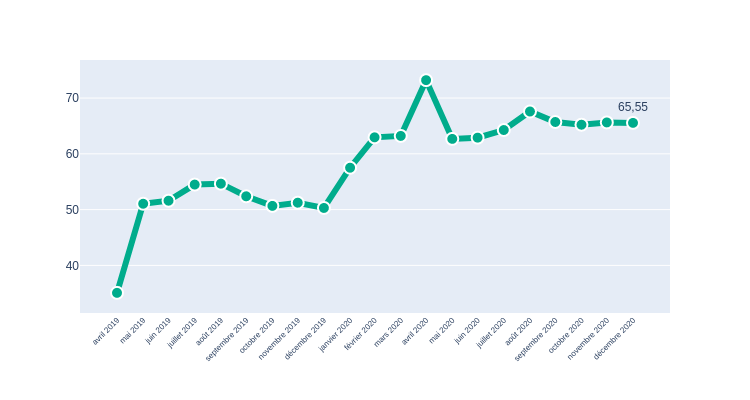 70
60
50
40
65,55
avril 2019
mai 2019
juin 2019
juillet 2019
août 2019
septembre 2019
octobre 2019
novembre 2019
décembre 2019
janvier 2020
février 2020
mars 2020
avril 2020
mai 2020
juin 2020
juillet 2020
août 2020
septembre 2020
octobre 2020
novembre 2020
décembre 2020